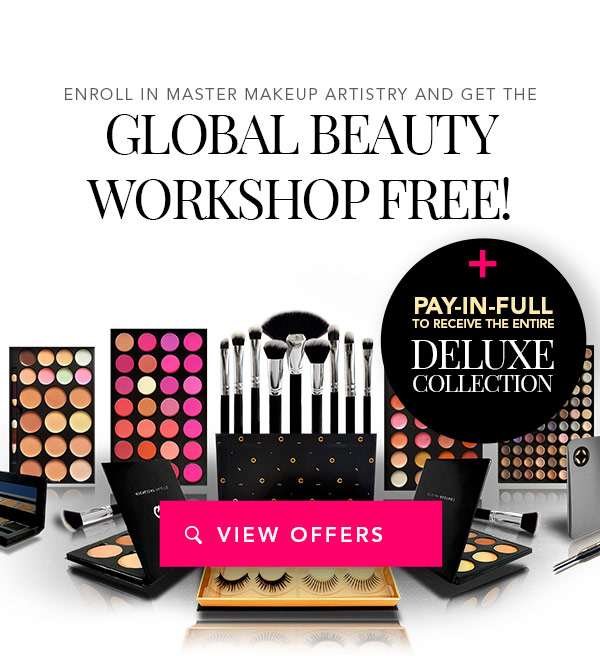 ENROLL IN MASTER MAKEUP ARTISTRY AND GET THE
GLOBAL BEAUTY
WORKSHOP FREE!
+
PAY-IN-FULL
TO RECEIVE THE ENTIRE
DELUXE
COLLECTION
VIEW OFFERS